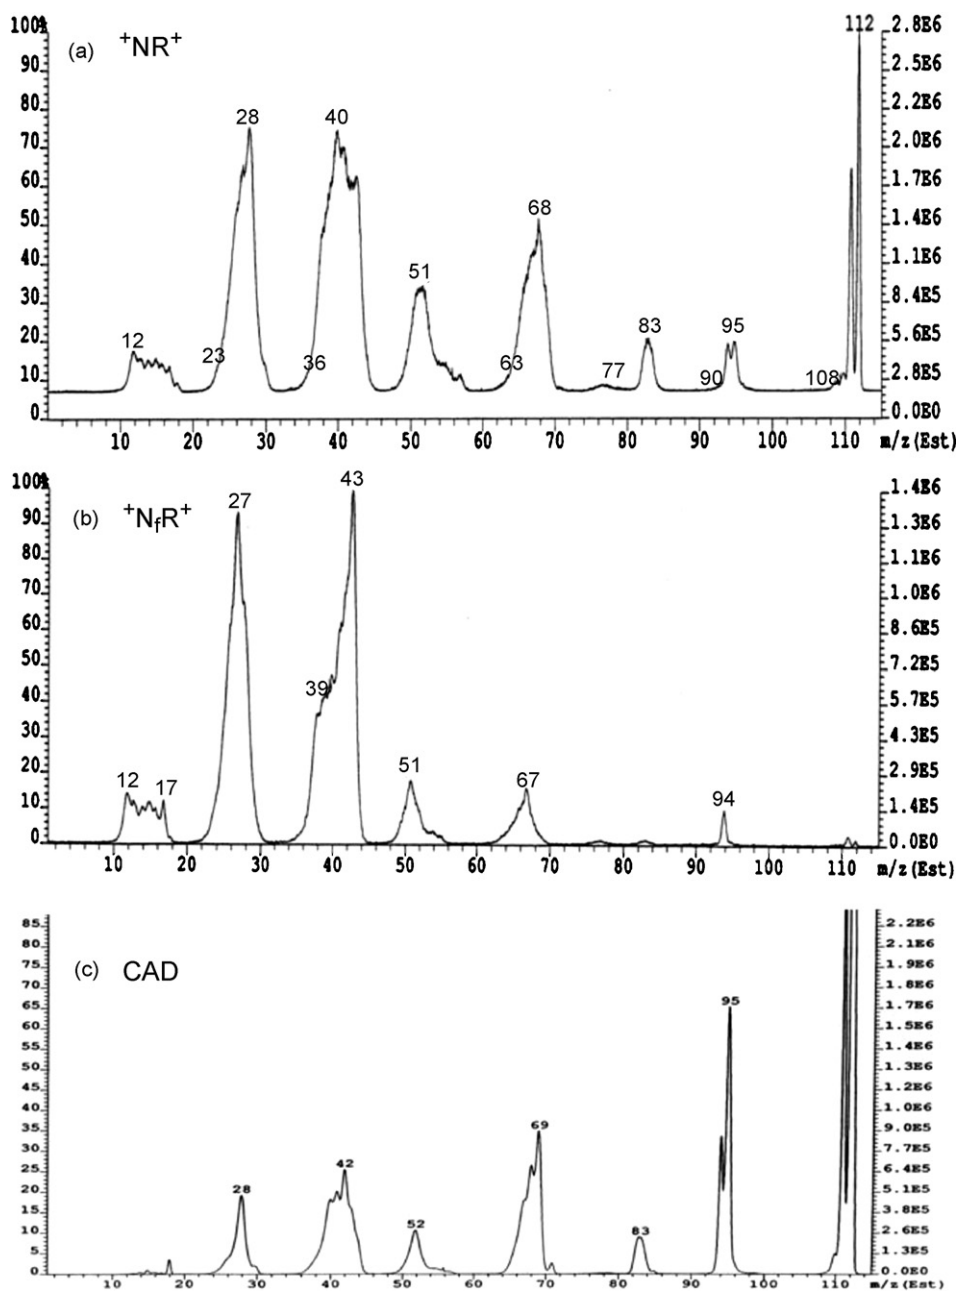 100% 112 2.8E6
(a) +NR+
90 2.5E6
80 28 40 2.2E6
70 2.0E6
60 1.7E6
50 68 1.4E6
40 1.1E6
30 51 8.4E5
20 12 23 36 63 83 95 5.6E5
10 77 90 108 2.8E5
0 0.0E0
10 20 30 40 50 60 70 80 90 100 110 m/z(Est)
100% 27 43 1.4E6
(b) +NfR+
90 1.3E6
80 1.1E6
70 1.0E6
60 8.6E5
50 7.2E5
40 39 5.7E5
30 4.3E5
20 12 17 51 67 2.9E5
10 94 1.4E5
0 0.0E0
10 20 30 40 50 60 70 80 90 100 110 m/z(Est)
85 2.2E6
80 2.1E6
(c) CAD
75 1.9E6
70 1.8E6
65 95 1.7E6
60 1.5E6
55 1.4E6
50 1.3E6
45 1.2E6
40 1.0E6
35 69 9.0E5
30 7.7E5
25 42 6.4E5
20 28 5.1E5
15 3.8E5
10 52 83 2.6E5
5 1.3E5
0 0.0E0
10 20 30 40 50 60 70 80 90 100 110 m/z(Est)